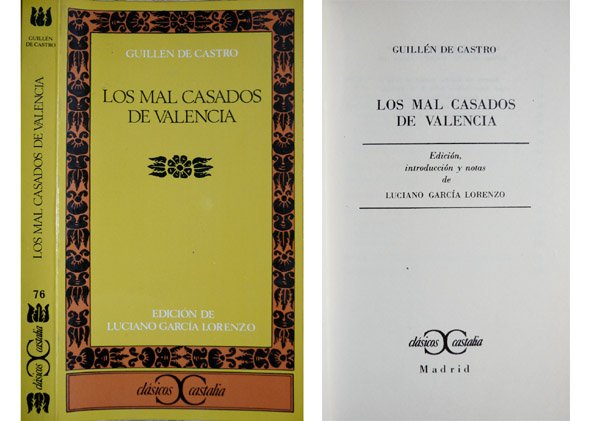 GUILLÉN
DE CASTRO
LOS MAL CASADOS DE VALENCIA
76
clásicos castalia
GUILLÉN DE CASTRO
LOS MAL CASADOS
DE VALENCIA
EDICIÓN DE
LUCIANO GARCÍA LORENZO
clásicos castalia
GUILLÉN DE CASTRO
LOS MAL CASADOS
DE VALENCIA
Edición,
introducción y notas
de
LUCIANO GARCÍA LORENZO
clásicos castalia
Madrid